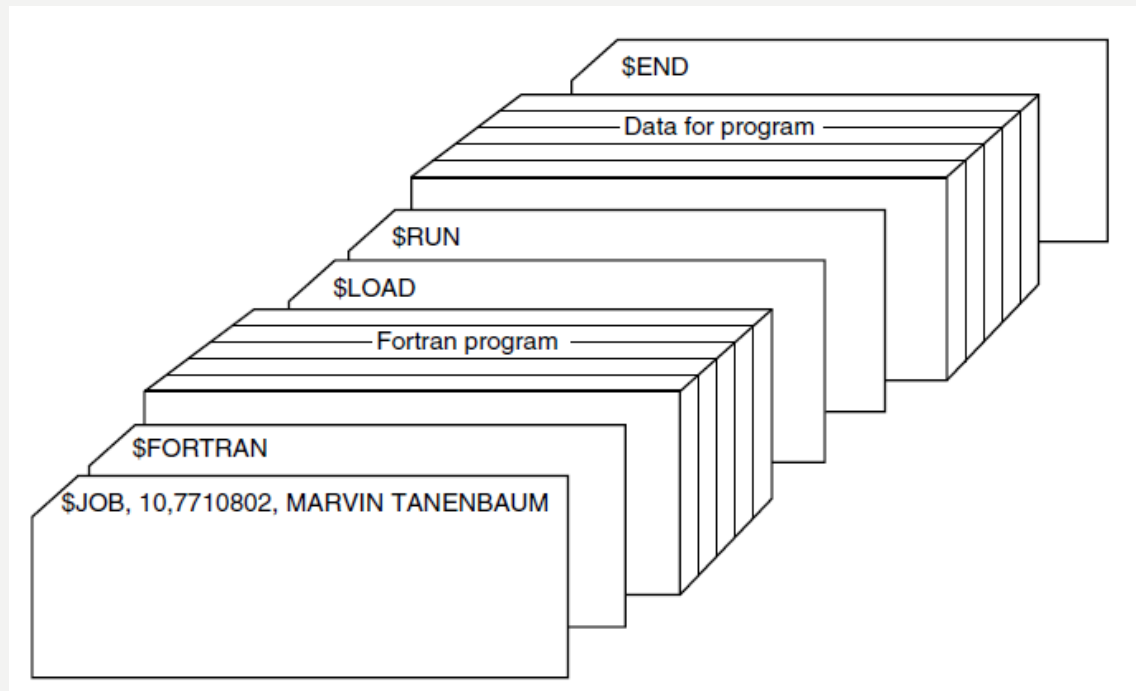 $END
Data for program
$RUN
$LOAD
Fortran program
$FORTRAN
$JOB, 10,7710802, MARVIN TANENBAUM